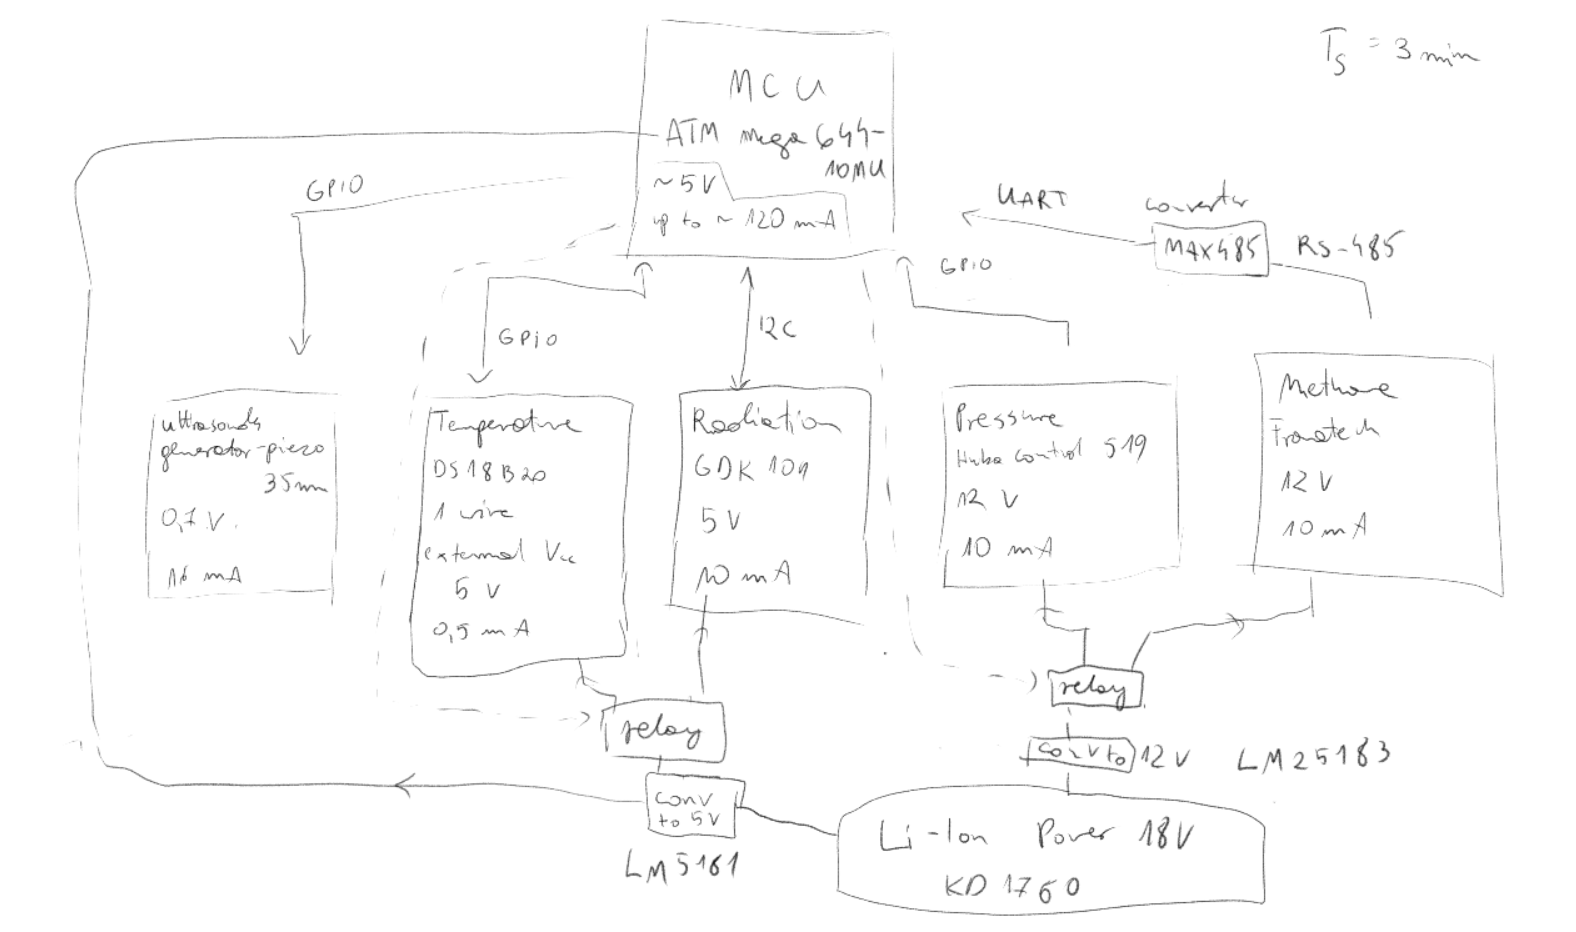 Ts = 3 min
MCU
ATM mega 644-
10MU
~5V
up to ~ 120 mA
GPIO
UART
converter
MAX485
RS-485
GPIO
GPiO
I2C
ultrasounds
generator-piezo
35mm
0,7 V.
16 mA
Temperature
DS18B20
1 wire
external Vcc
5 V
0,5 mA
Radiation
GDK 101
5V
10 mA
Pressure
Huba Control 519
12 V
10 mA
Methane
Franatech
12 V
10 mA
relay
relay
conv to 12V LM25183
conv
to 5V
LM5161
Li-Ion Power 18V
KD 1760